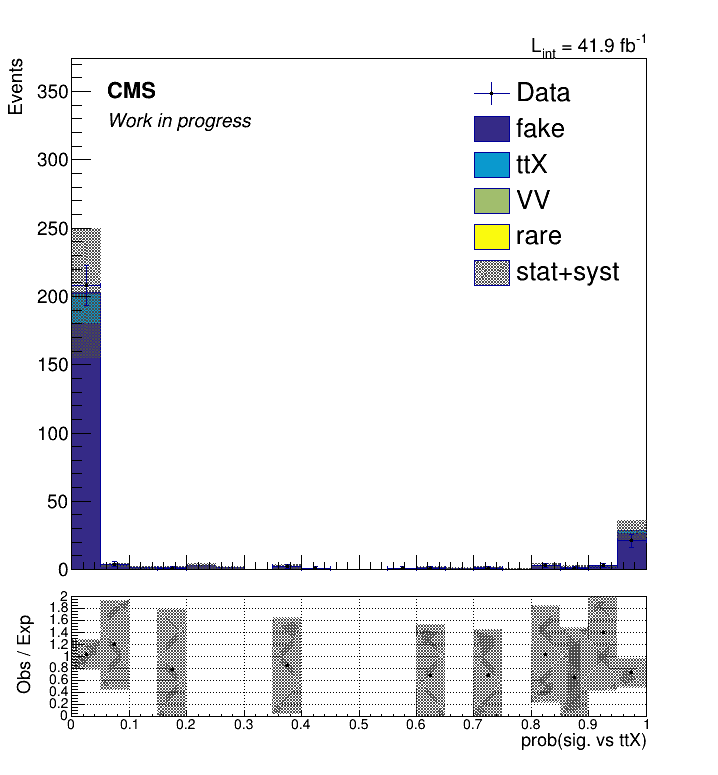 L_int = 41.9 fb^-1
Events
CMS
Work in progress
Data
fake
ttX
VV
rare
stat+syst
350
300
250
200
150
100
50
0
Obs / Exp
2
1.8
1.6
1.4
1.2
1
0.8
0.6
0.4
0.2
0
0 0.1 0.2 0.3 0.4 0.5 0.6 0.7 0.8 0.9 1
prob(sig. vs ttX)